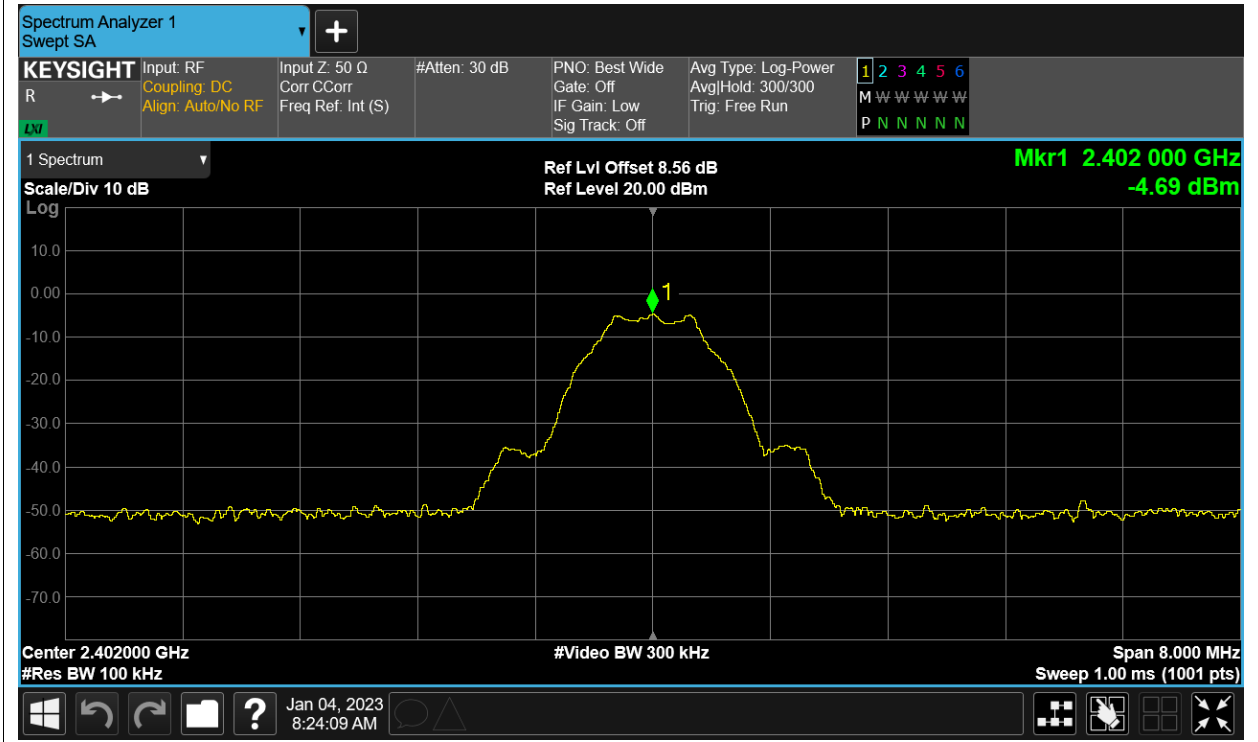 Spectrum Analyzer 1
Swept SA
KEYSIGHT
R
LXI
Input: RF
Coupling: DC
Align: Auto/No RF
Input Z: 50 Ω
Corr CCorr
Freq Ref: Int (S)
#Atten: 30 dB
PNO: Best Wide
Gate: Off
IF Gain: Low
Sig Track: Off
Avg Type: Log-Power
Avg|Hold: 300/300
Trig: Free Run
1 2 3 4 5 6
M W W W W W
P N N N N N
1 Spectrum
Scale/Div 10 dB
Ref Lvl Offset 8.56 dB
Ref Level 20.00 dBm
Mkr1 2.402 000 GHz
-4.69 dBm
Log
10.0
0.00
-10.0
-20.0
-30.0
-40.0
-50.0
-60.0
-70.0
1
Center 2.402000 GHz
#Res BW 100 kHz
#Video BW 300 kHz
Span 8.000 MHz
Sweep 1.00 ms (1001 pts)
?
Jan 04, 2023
8:24:09 AM